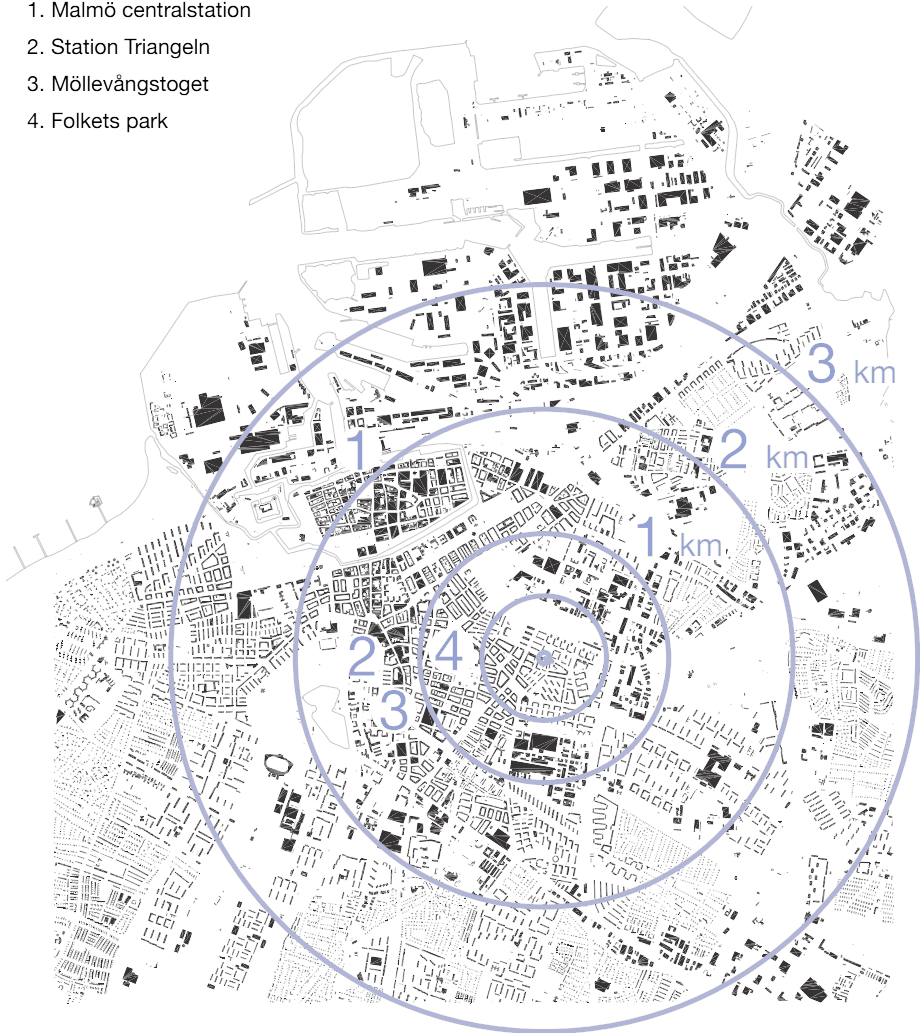 1. Malmö centralstation
2. Station Triangeln
3. Möllevångstoget
4. Folkets park
3 km
1
2 km
1 km
2
4
3